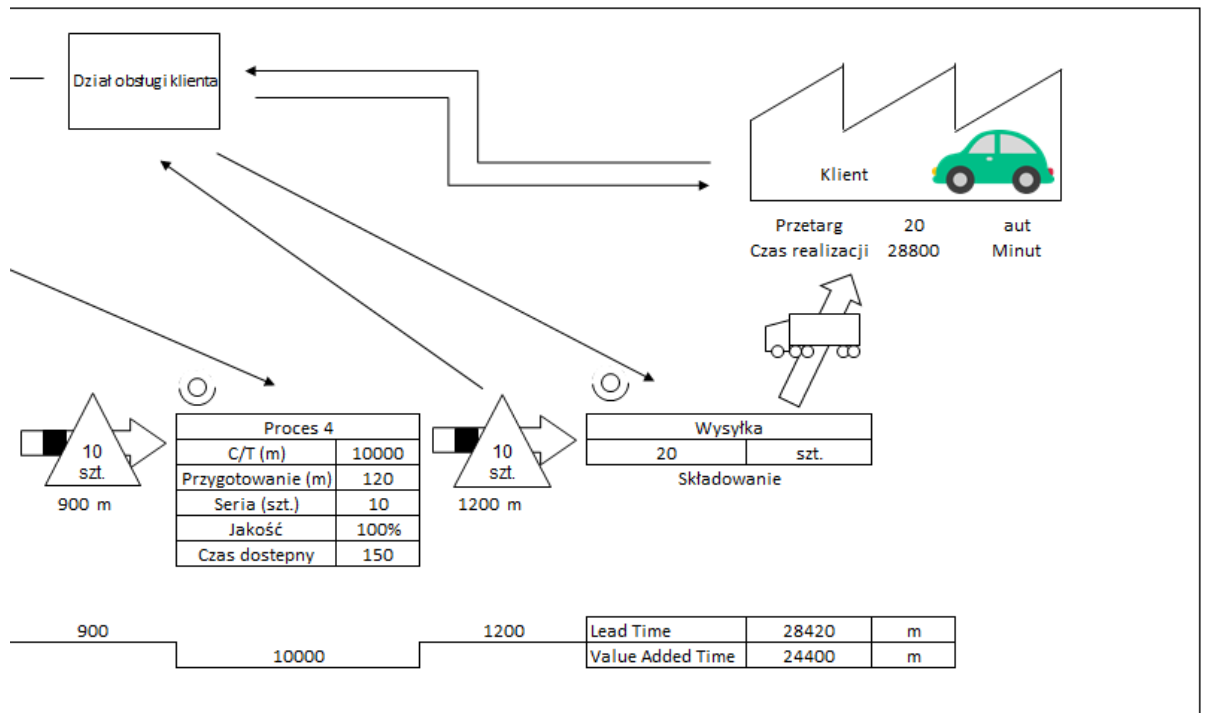 Dział obsługi klienta
Klient
Przetarg 20 aut
Czas realizacji 28800 Minut
10
szt.
900 m
Proces 4
C/T (m) 10000
Przygotowanie (m) 120
Seria (szt.) 10
Jakość 100%
Czas dostepny 150
10
szt.
1200 m
Wysyłka
20 szt.
Składowanie
900
10000
1200
Lead Time 28420 m
Value Added Time 24400 m